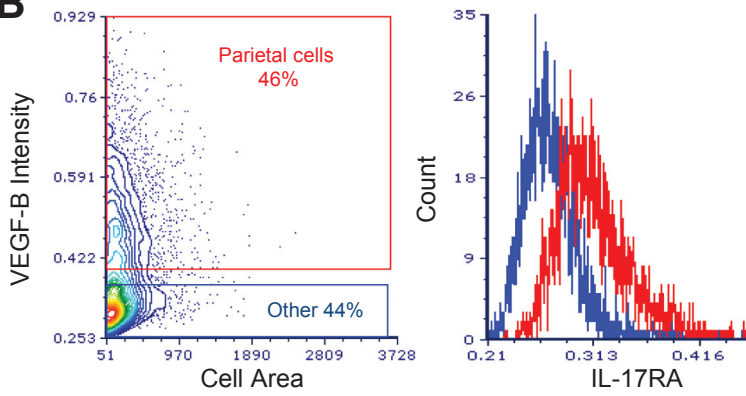 B
0.929
0.76
0.591
0.422
0.253
VEGF-B Intensity
Parietal cells
46%
Other 44%
51 970 1890 2809 3728
Cell Area
35
26
18
9
0
Count
0.21 0.313 0.416
IL-17RA